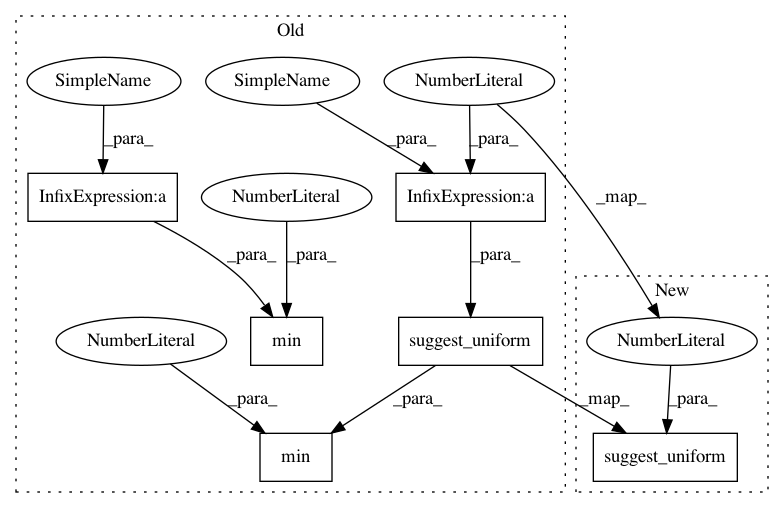 Old
SimpleName
SimpleName
NumberLiteral
_para_
_para_
_para_
InfixExpression:a
NumberLiteral
InfixExpression:a
_map_
_para_
_para_
_para_
New
NumberLiteral
min
suggest_uniform
NumberLiteral
_para_
_para_
_map_
_para_
min
suggest_uniform